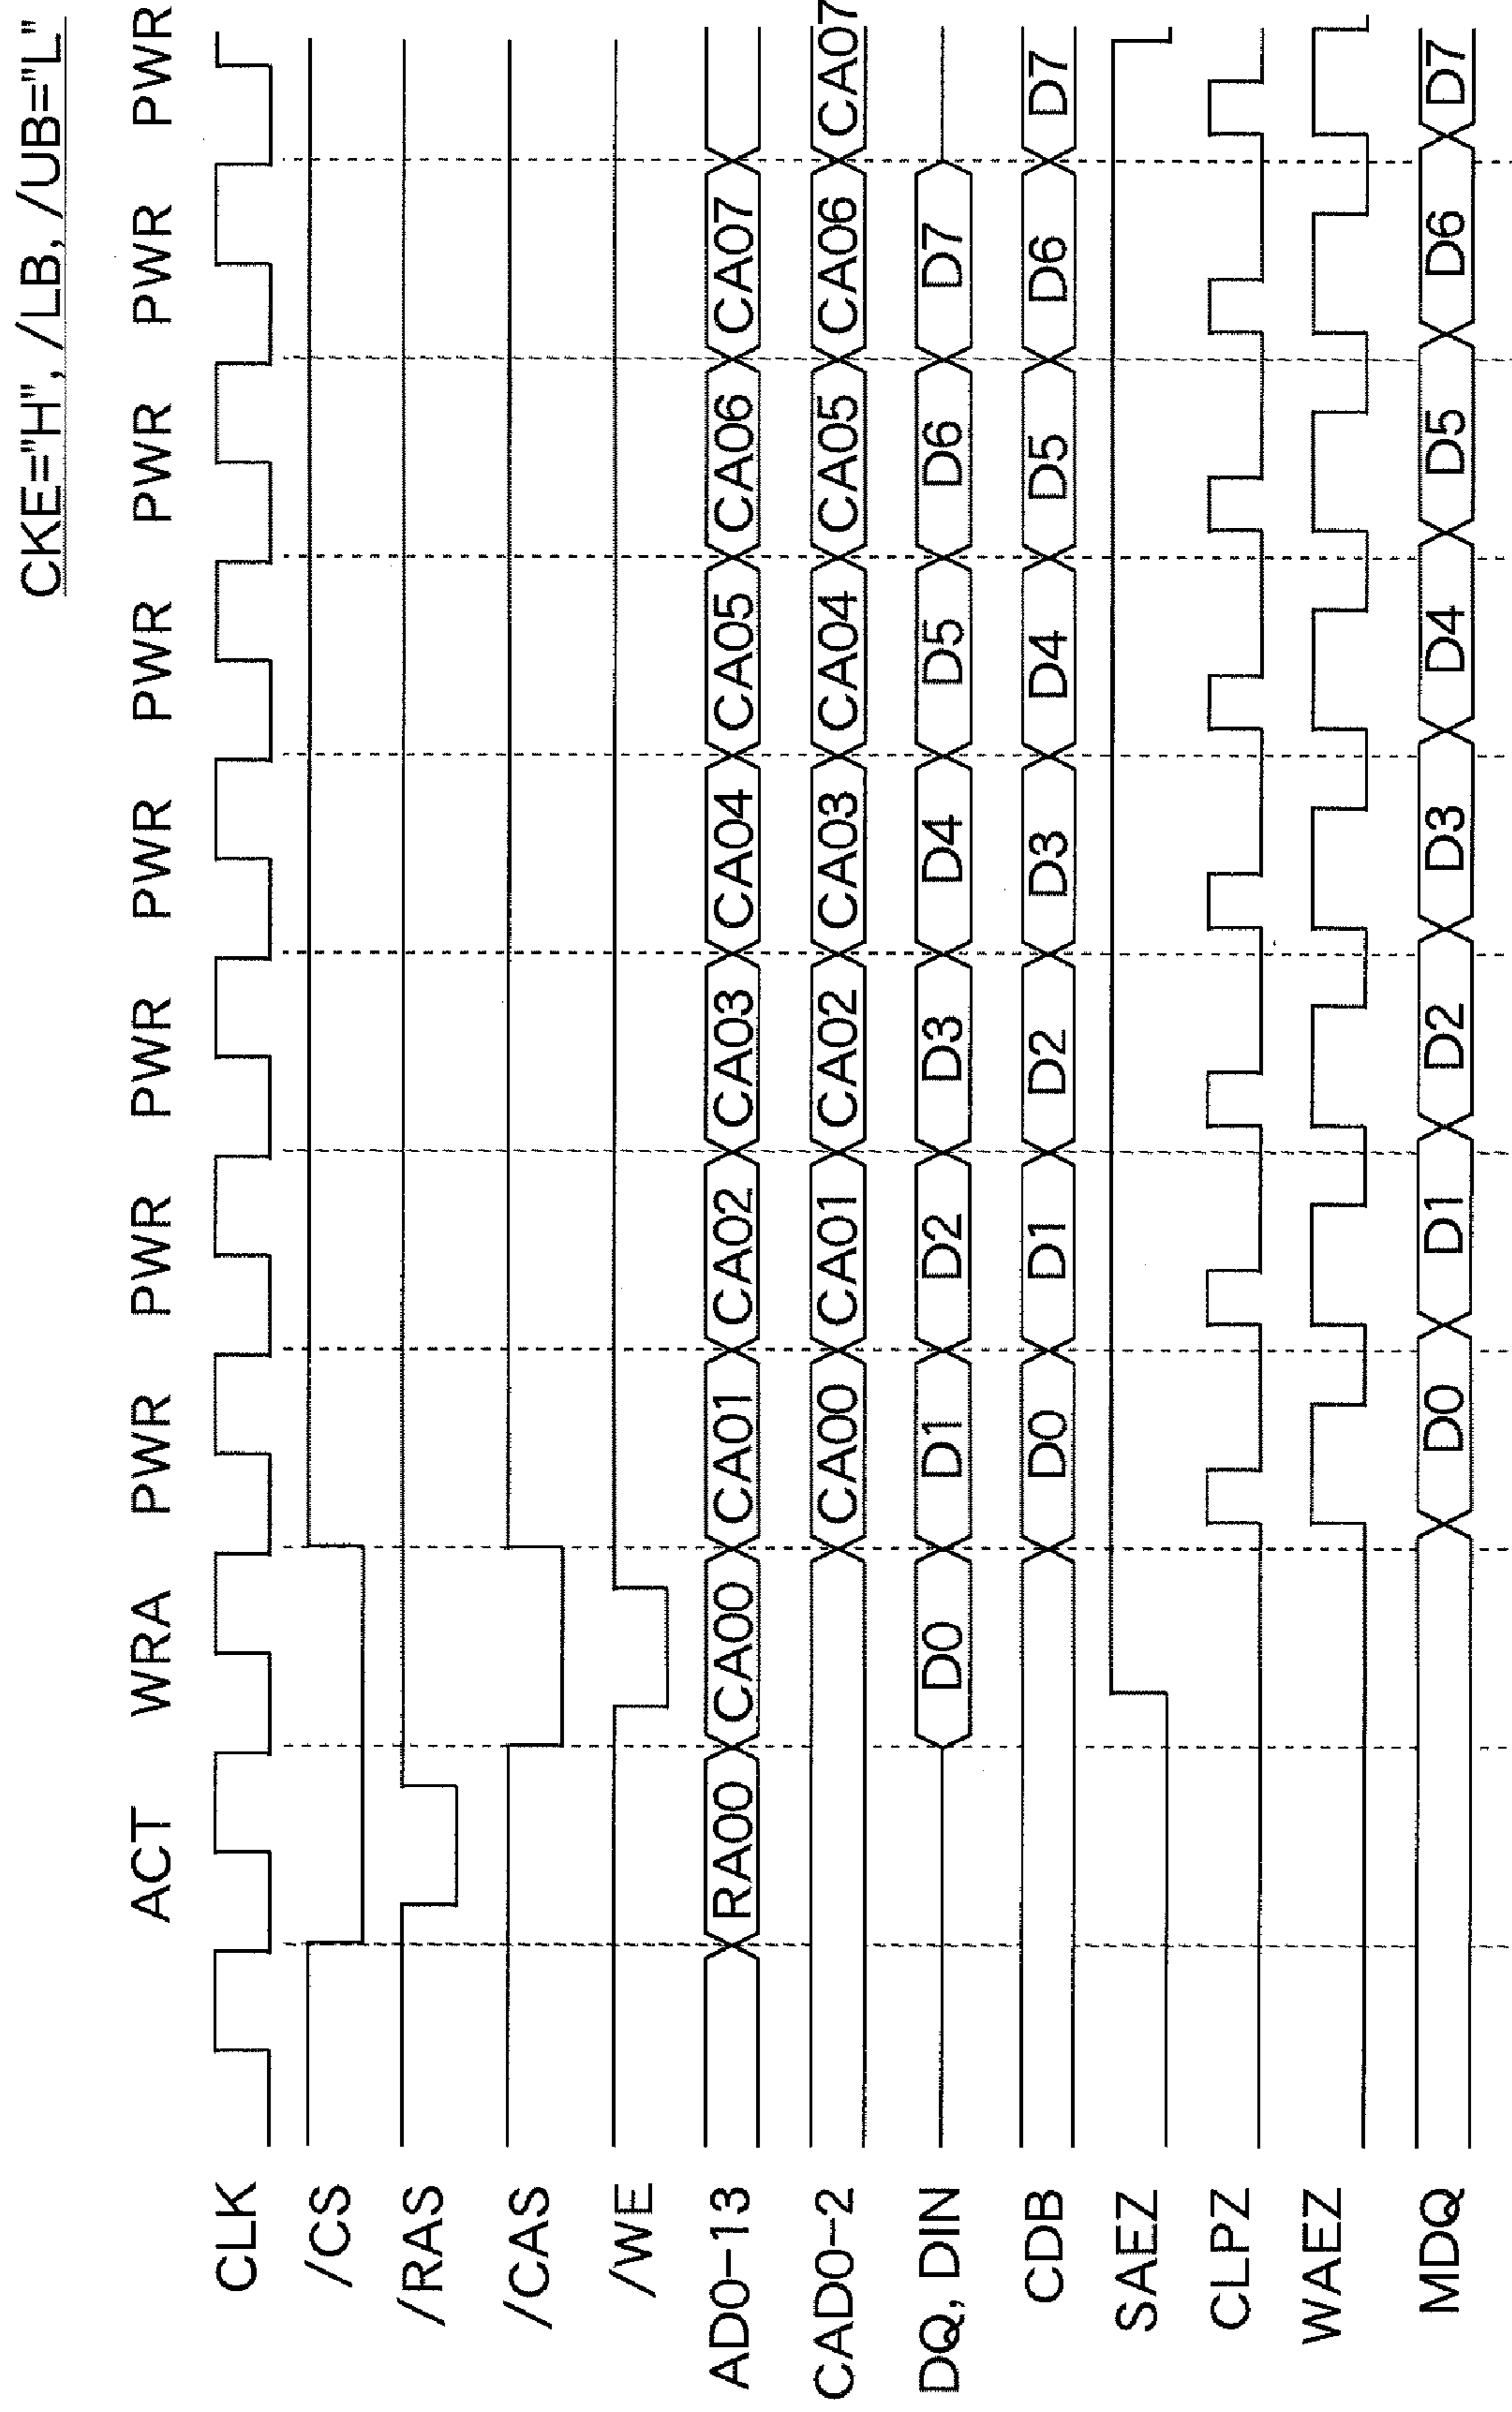 CKE="H", /LB, /UB="L"
ACT WRA PWR PWR PWR PWR PWR PWR PWR PWR
CLK
/CS
/RAS
/CAS
/WE
AD0-13 RA00 CA00 CA01 CA02 CA03 CA04 CA05 CA06 CA07
CAD0-2 CA00 CA01 CA02 CA03 CA04 CA05 CA06 CA07
DQ, DIN D0 D1 D2 D3 D4 D5 D6 D7
CDB D0 D1 D2 D3 D4 D5 D6 D7
SAEZ
CLPZ
WAEZ
MDQ D0 D1 D2 D3 D4 D5 D6 D7